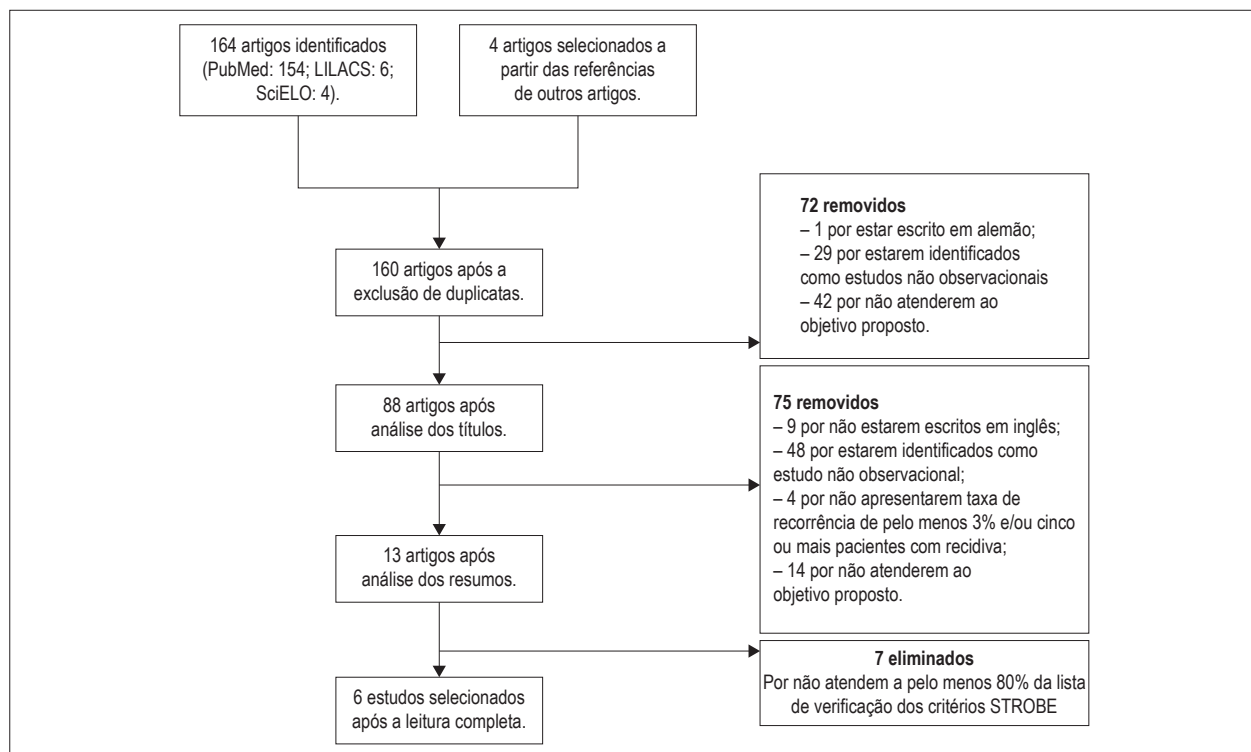 164 artigos identificados
(PubMed: 154; LILACS: 6;
SciELO: 4).
4 artigos selecionados a
partir das referências
de outros artigos.
160 artigos após a
exclusão de duplicatas.
72 removidos
– 1 por estar escrito em alemão;
– 29 por estarem identificados
como estudos não observacionais
– 42 por não atenderem ao
objetivo proposto.
88 artigos após
análise dos títulos.
75 removidos
– 9 por não estarem escritos em inglês;
– 48 por estarem identificados como
estudo não observacional;
– 4 por não apresentarem taxa de
recorrência de pelo menos 3% e/ou cinco
ou mais pacientes com recidiva;
– 14 por não atenderem ao
objetivo proposto.
13 artigos após
análise dos resumos.
7 eliminados
Por não atendem a pelo menos 80% da lista
de verificação dos critérios STROBE
6 estudos selecionados
após a leitura completa.